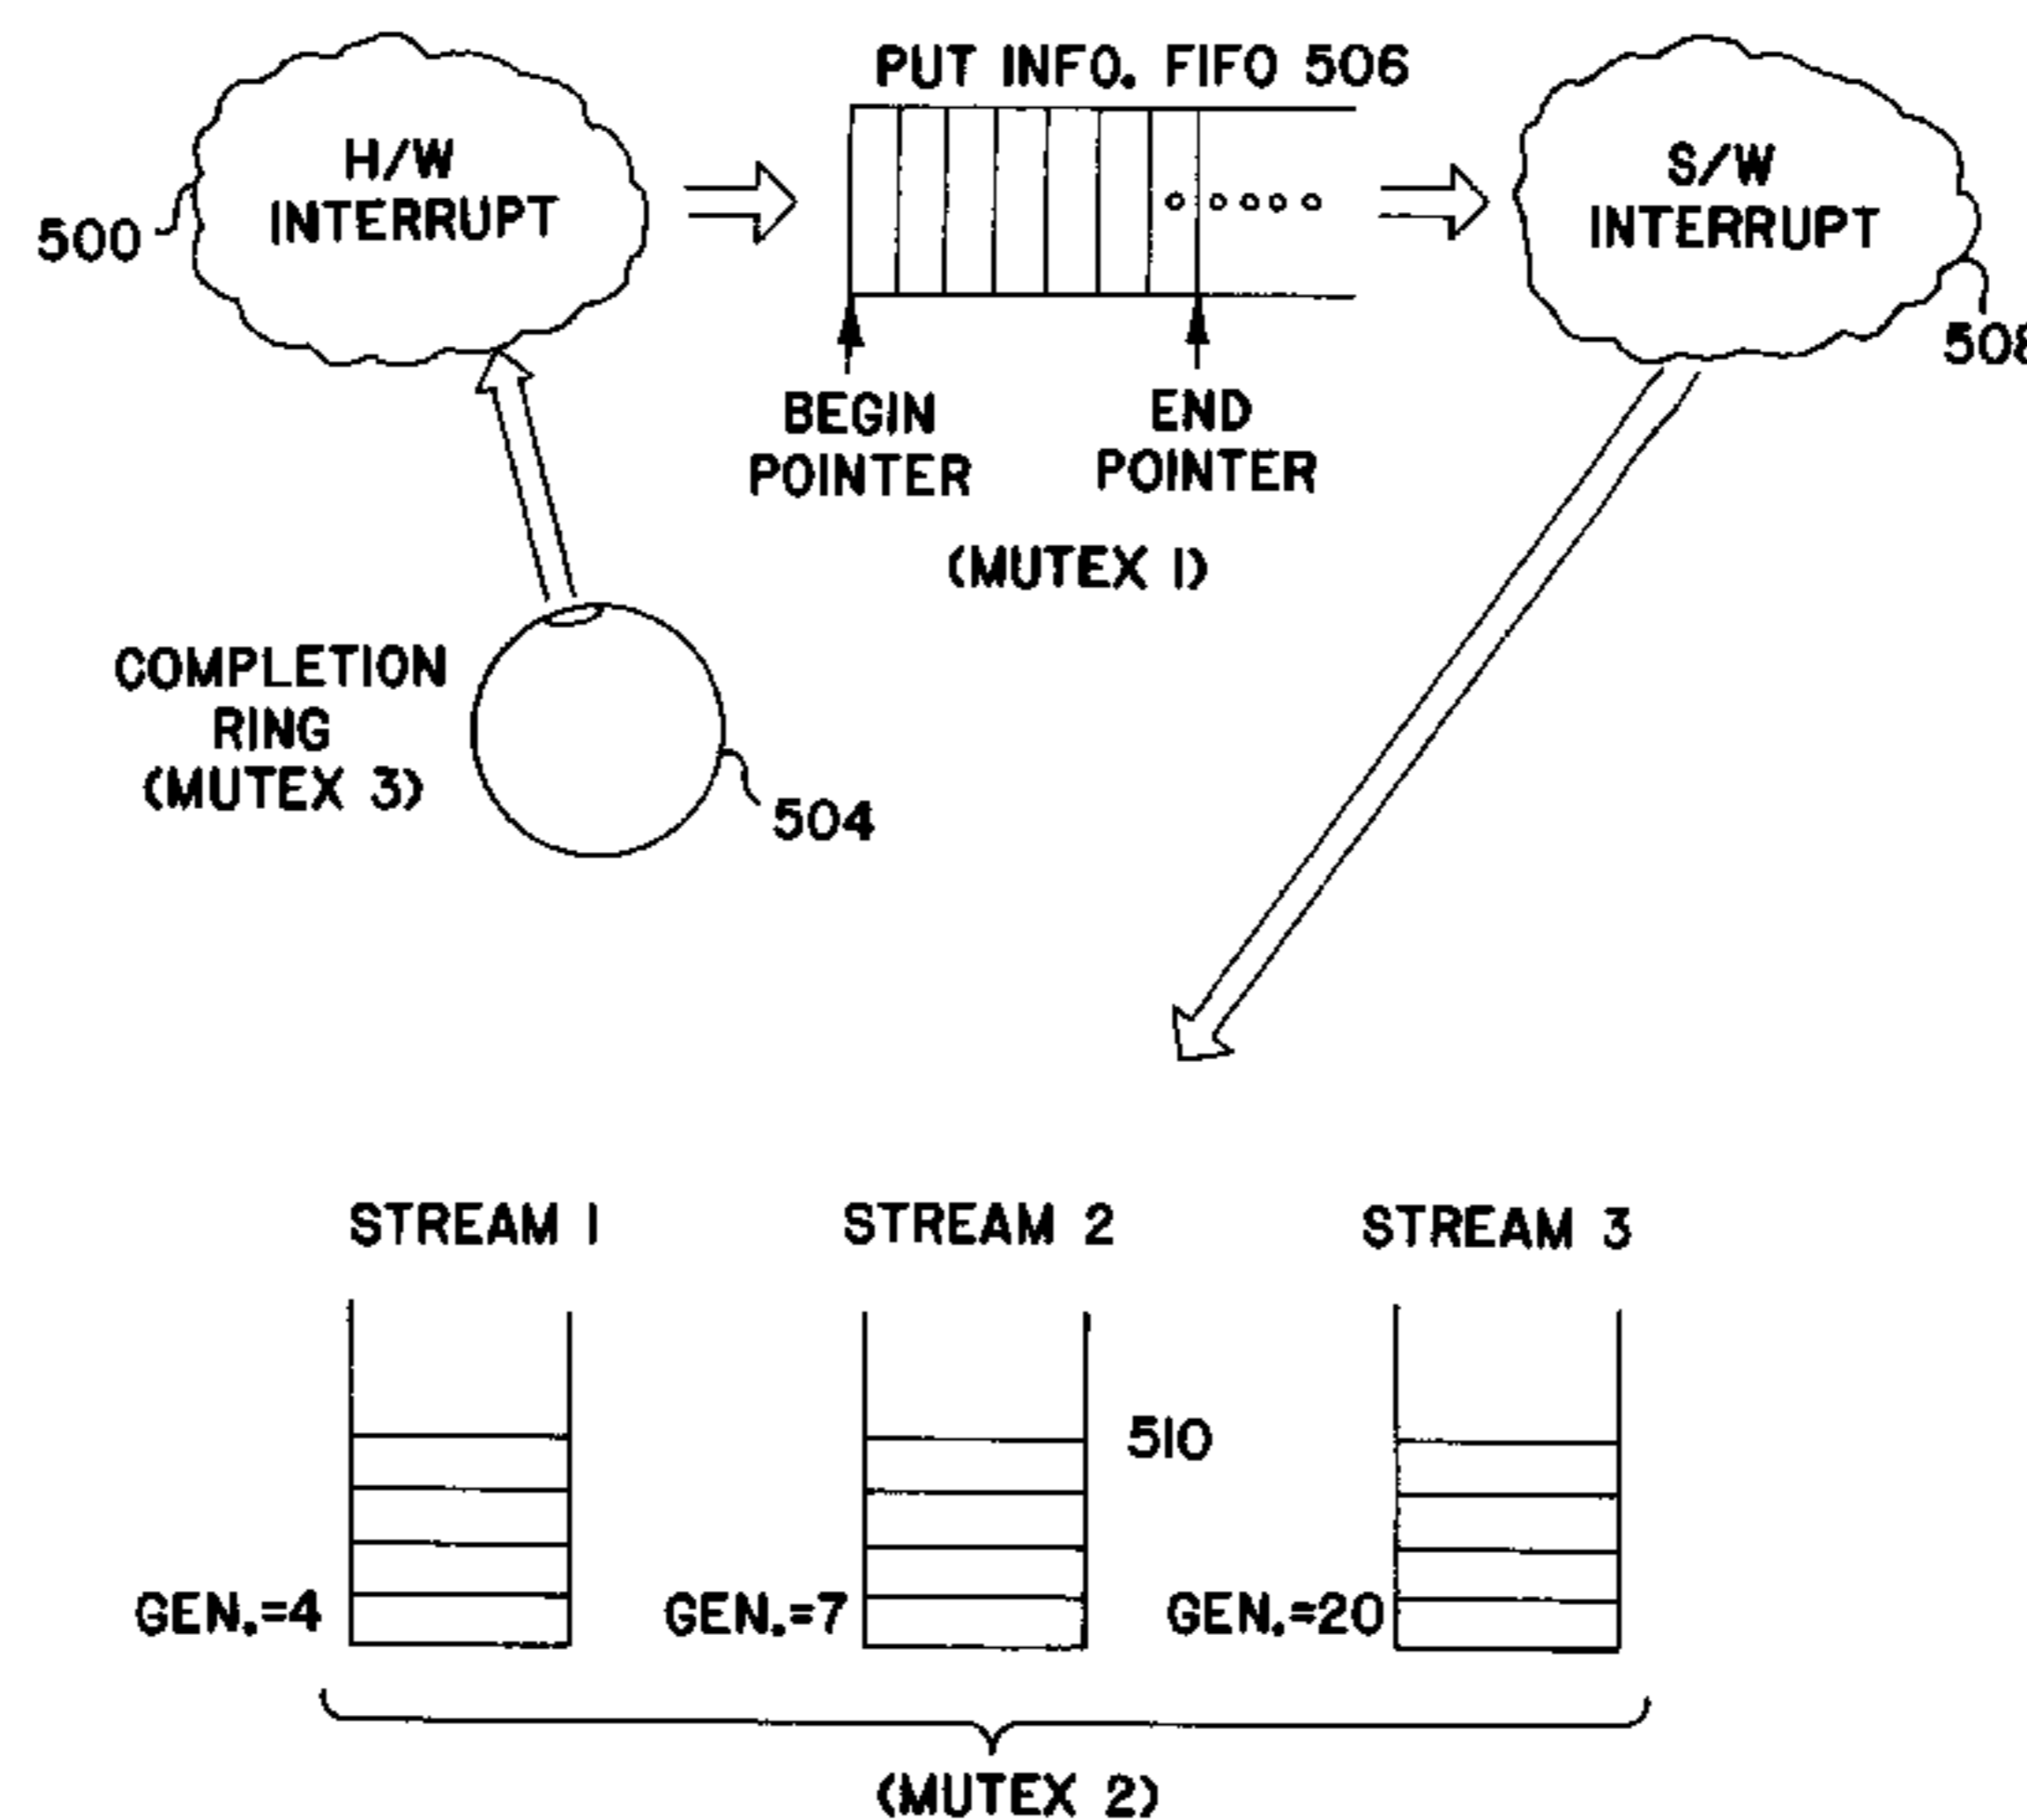 PUT INFO. FIFO 506
H/W
INTERRUPT
500
S/W
INTERRUPT
508
BEGIN
POINTER
END
POINTER
(MUTEX 1)
COMPLETION
RING
(MUTEX 3)
504
STREAM 1
STREAM 2
STREAM 3
510
GEN.=4
GEN.=7
GEN.=20
(MUTEX 2)